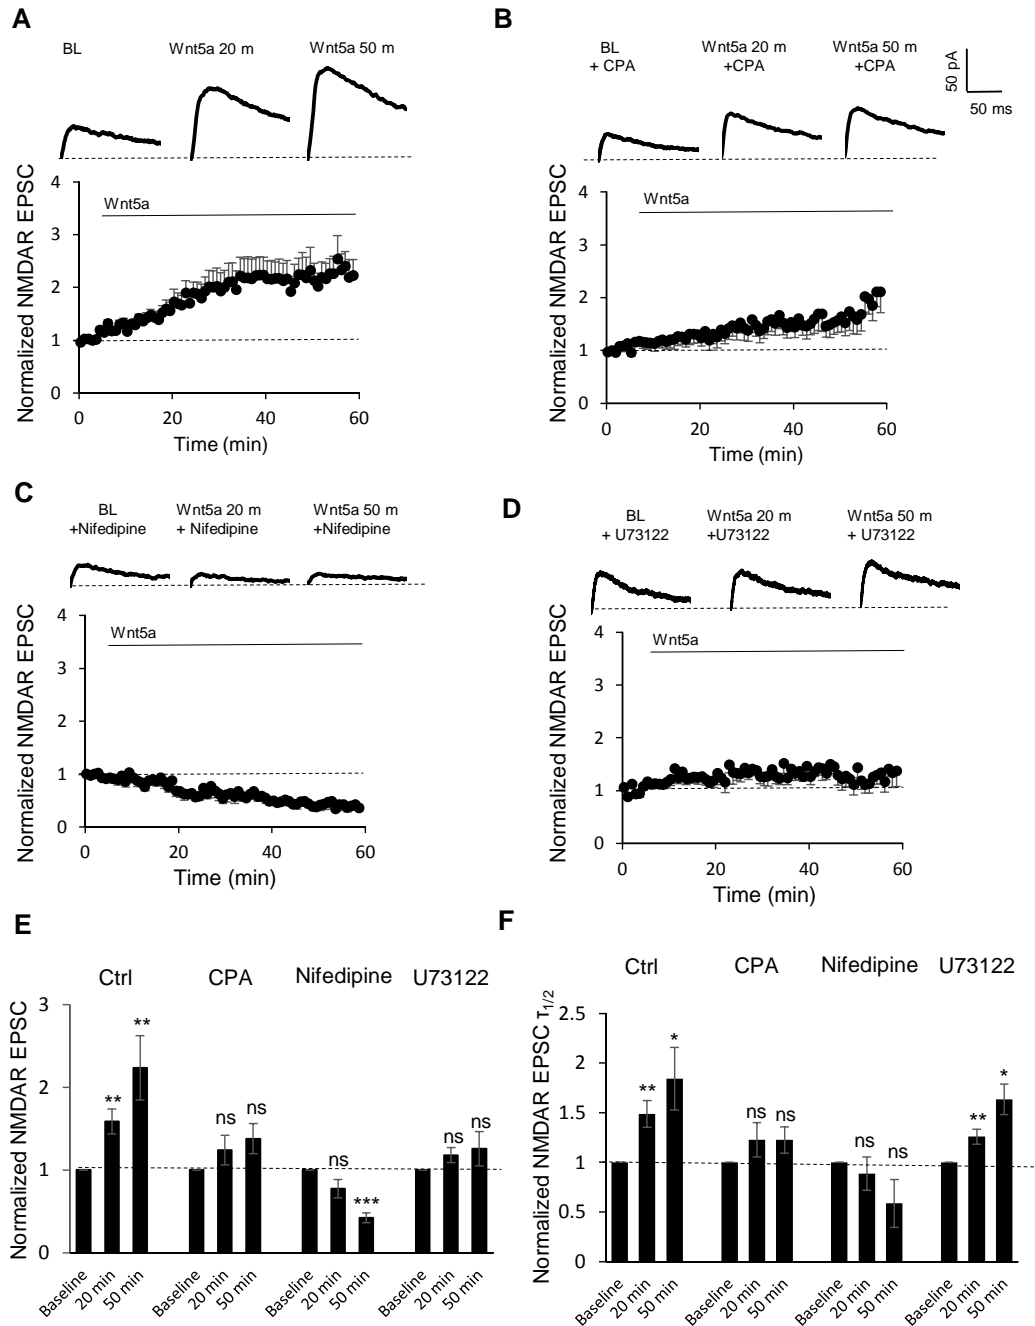 A
BL
Wnt5a 20 m
Wnt5a 50 m
Normalized NMDAR EPSC
4
3
2
1
0
Wnt5a
0
20
40
60
Time (min)
B
BL
+ CPA
Wnt5a 20 m
+CPA
Wnt5a 50 m
+CPA
50 pA
50 ms
Normalized NMDAR EPSC
4
3
2
1
0
Wnt5a
0
20
40
60
Time (min)
C
BL
+Nifedipine
Wnt5a 20 m
+ Nifedipine
Wnt5a 50 m
+Nifedipine
Normalized NMDAR EPSC
4
3
2
1
0
Wnt5a
0
20
40
60
Time (min)
D
BL
+ U73122
Wnt5a 20 m
+U73122
Wnt5a 50 m
+ U73122
Normalized NMDAR EPSC
4
3
2
1
0
Wnt5a
0
20
40
60
Time (min)
E
Ctrl
CPA
Nifedipine
U73122
Normalized NMDAR EPSC
3
2
1
0
**
**
ns
ns
ns
***
ns
ns
Baseline
20 min
50 min
Baseline
20 min
50 min
Baseline
20 min
50 min
Baseline
20 min
50 min
F
Ctrl
CPA
Nifedipine
U73122
Normalized NMDAR EPSC τ1/2
2.5
2
1.5
1
0.5
0
**
*
ns
ns
ns
ns
**
*
Baseline
20 min
50 min
Baseline
20 min
50 min
Baseline
20 min
50 min
Baseline
20 min
50 min